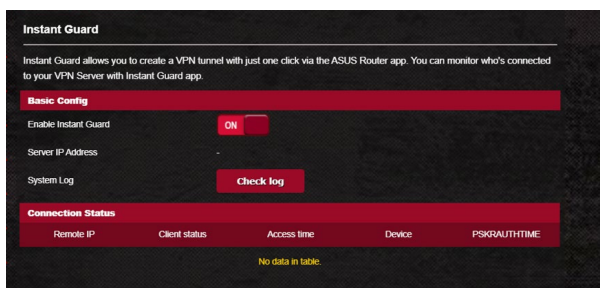 Instant Guard
Instant Guard allows you to create a VPN tunnel with just one click via the ASUS Router app. You can monitor who's connected
to your VPN Server with Instant Guard app.
Basic Config
Enable Instant Guard ON
Server IP Address -
System Log Check log
Connection Status
Remote IP Client status Access time Device PSKRAUTHTIME
No data in table.